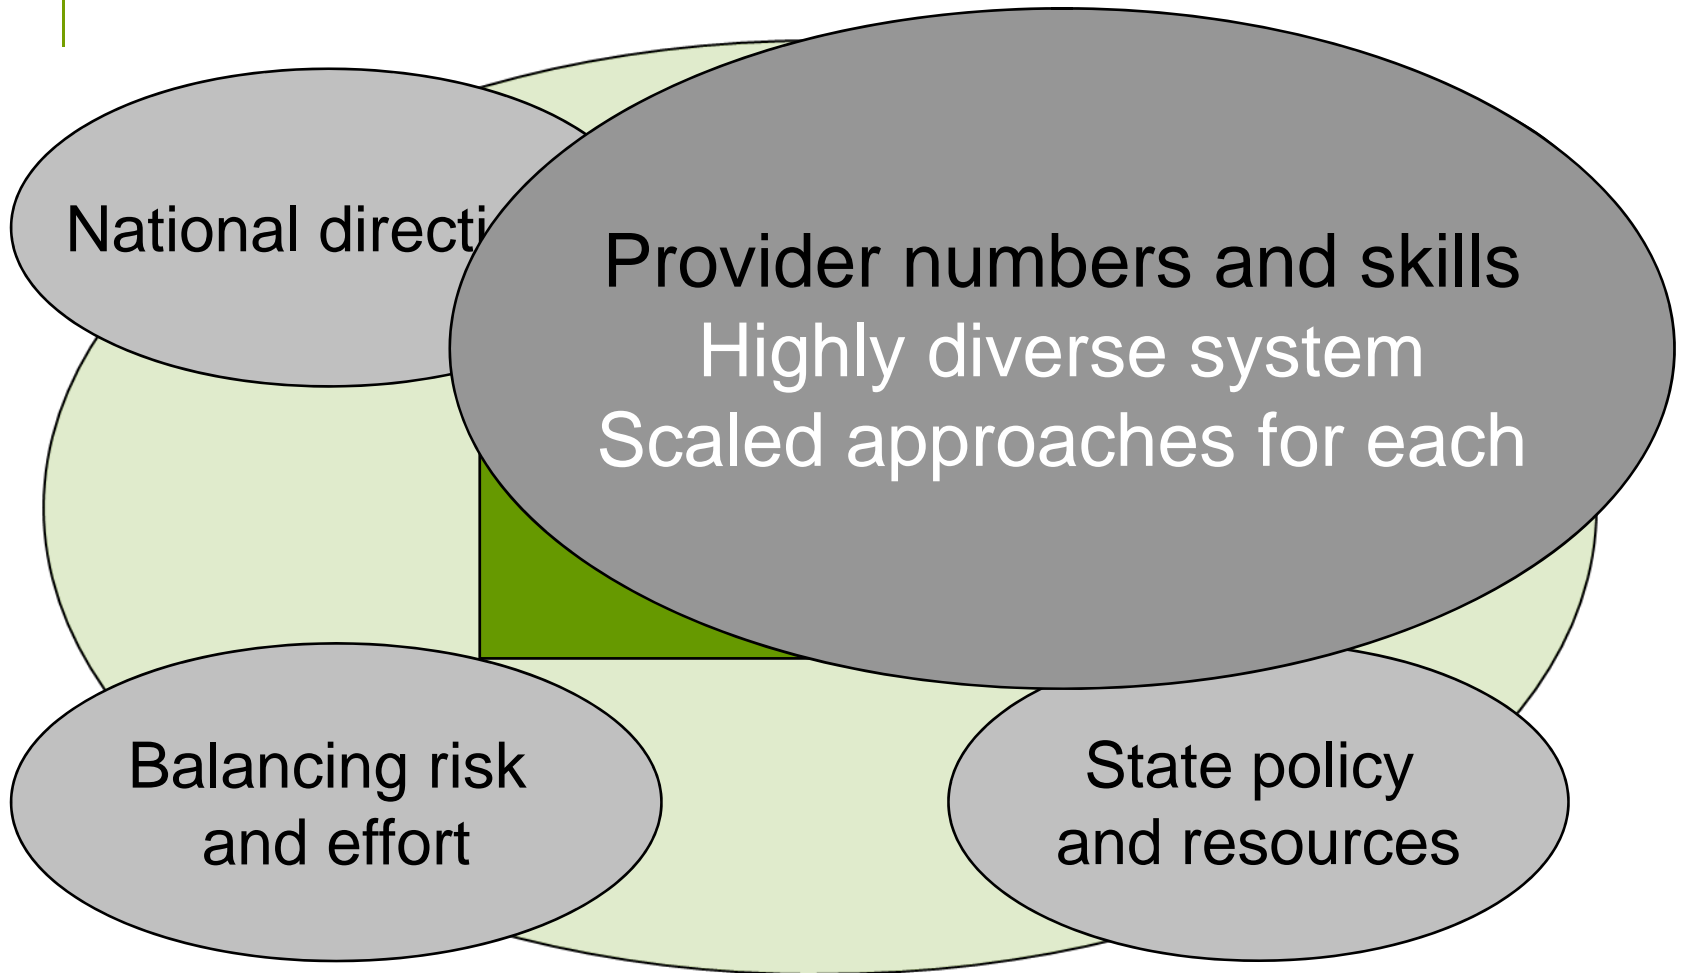 National directi
Provider numbers and skills
Highly diverse system
Scaled approaches for each
Balancing risk
and effort
State policy
and resources